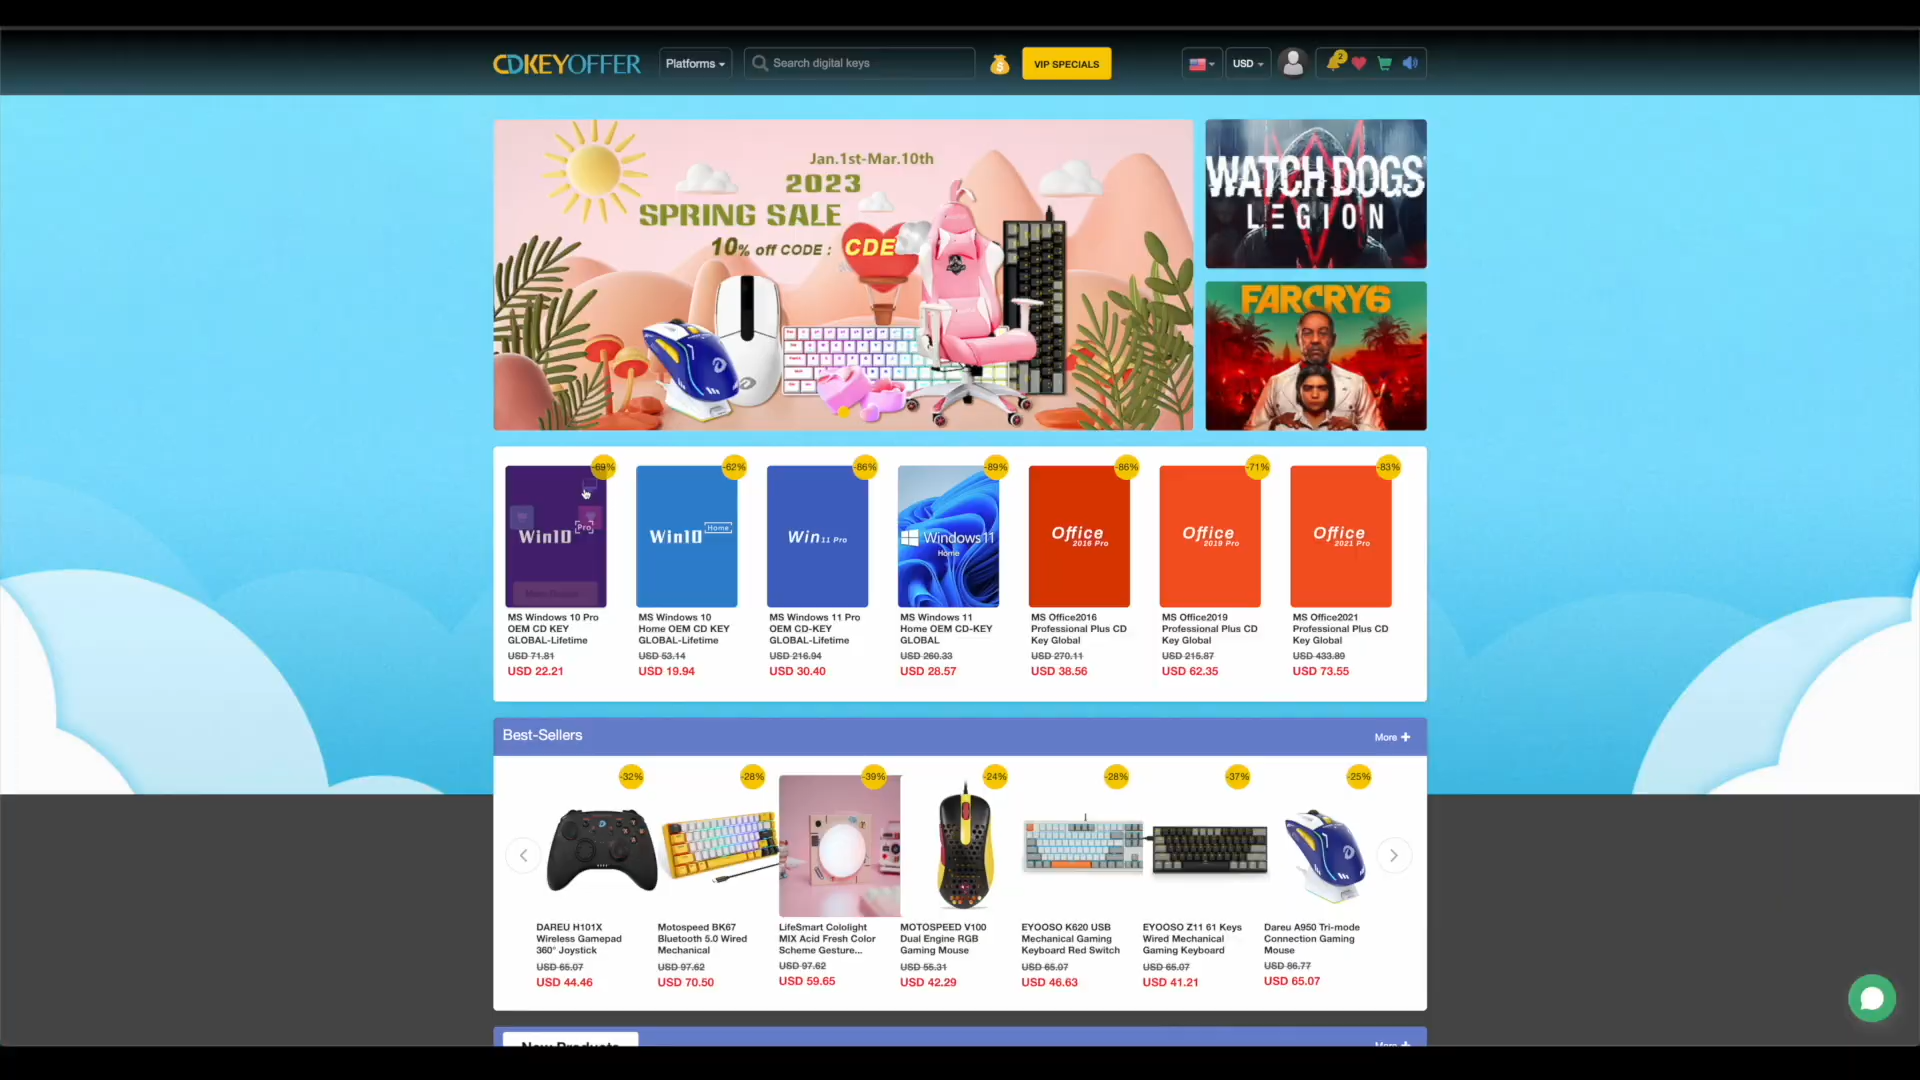 CDKEYOFFER
Platforms
Search digital keys
VIP SPECIALS
USD
2
Jan.1st-Mar.10th
2023
SPRING SALE
10% off CODE : CDE
WATCH DOGS
LEGION
FARCRY6
-69%
-62%
-86%
-89%
-86%
-71%
-83%
Win10 Pro
Win10 Home
Win 11 Pro
Windows 11
Home
Office
2016 Pro
Office
2019 Pro
Office
2021 Pro
MS Windows 10 Pro
OEM CD KEY
GLOBAL-Lifetime
USD 71.81
USD 22.21
MS Windows 10
Home OEM CD KEY
GLOBAL-Lifetime
USD 53.14
USD 19.94
MS Windows 11 Pro
OEM CD-KEY
GLOBAL-Lifetime
USD 216.94
USD 30.40
MS Windows 11
Home OEM CD-KEY
GLOBAL
USD 260.33
USD 28.57
MS Office2016
Professional Plus CD
Key Global
USD 270.11
USD 38.56
MS Office2019
Professional Plus CD
Key Global
USD 215.87
USD 62.35
MS Office2021
Professional Plus CD
Key Global
USD 433.89
USD 73.55
Best-Sellers
More +
-32%
-28%
-39%
-24%
-28%
-37%
-25%
DAREU H101X
Wireless Gamepad
360° Joystick
USD 65.07
USD 44.46
Motospeed BK67
Bluetooth 5.0 Wired
Mechanical
USD 97.62
USD 70.50
LifeSmart Cololight
MIX Acid Fresh Color
Scheme Gesture...
USD 97.62
USD 59.65
MOTOSPEED V100
Dual Engine RGB
Gaming Mouse
USD 55.31
USD 42.29
EYOOSO K620 USB
Mechanical Gaming
Keyboard Red Switch
USD 65.07
USD 46.63
EYOOSO Z11 61 Keys
Wired Mechanical
Gaming Keyboard
USD 65.07
USD 41.21
Dareu A950 Tri-mode
Connection Gaming
Mouse
USD 86.77
USD 65.07
New Products
More +